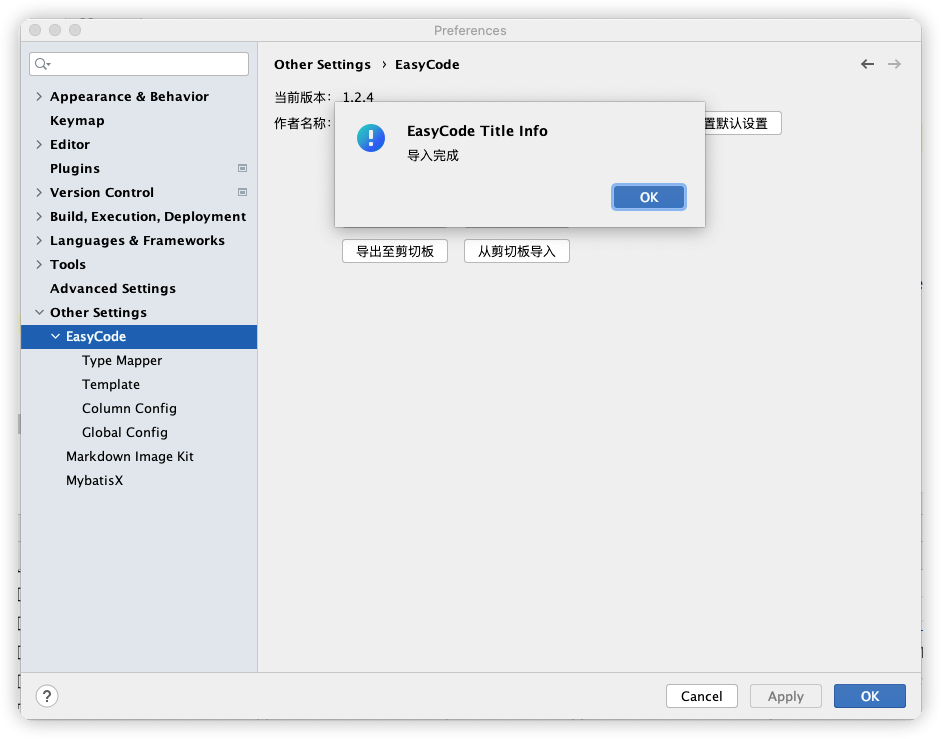 Preferences
Other Settings › EasyCode
Appearance & Behavior
Keymap
Editor
Plugins
Version Control
Build, Execution, Deployment
Languages & Frameworks
Tools
Advanced Settings
Other Settings
EasyCode
Type Mapper
Template
Column Config
Global Config
Markdown Image Kit
MybatisX
当前版本: 1.2.4
作者名称:
置默认设置
EasyCode Title Info
导入完成
OK
导出至剪切板 从剪切板导入
? Cancel Apply OK